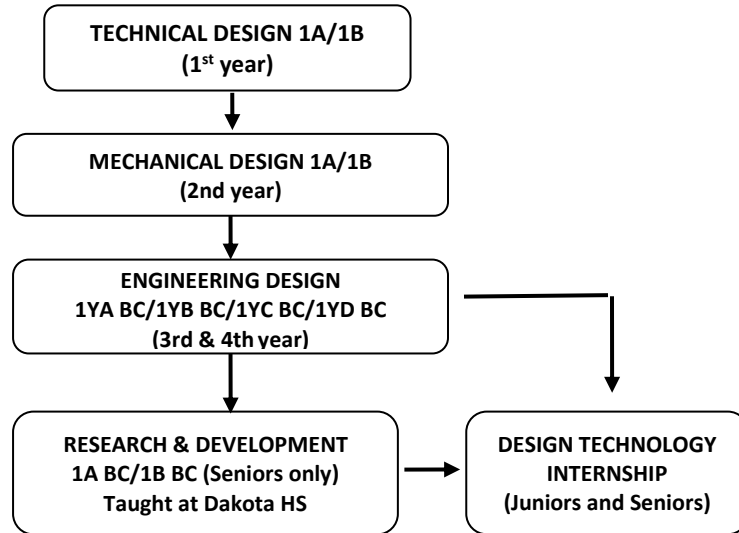 TECHNICAL DESIGN 1A/1B
(1st year)
MECHANICAL DESIGN 1A/1B
(2nd year)
ENGINEERING DESIGN
1YA BC/1YB BC/1YC BC/1YD BC
(3rd & 4th year)
RESEARCH & DEVELOPMENT
1A BC/1B BC (Seniors only)
Taught at Dakota HS
DESIGN TECHNOLOGY
INTERNSHIP
(Juniors and Seniors)